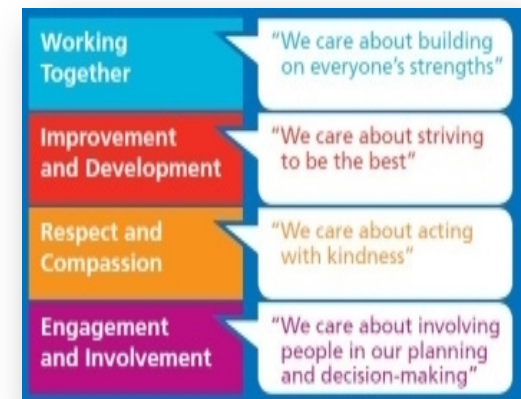 Working
Together
"We care about building
on everyone's strengths"
Improvement
and Development
"We care about striving
to be the best"
Respect and
Compassion
"We care about acting
with kindness"
Engagement
and Involvement
"We care about involving
people in our planning
and decision-making"